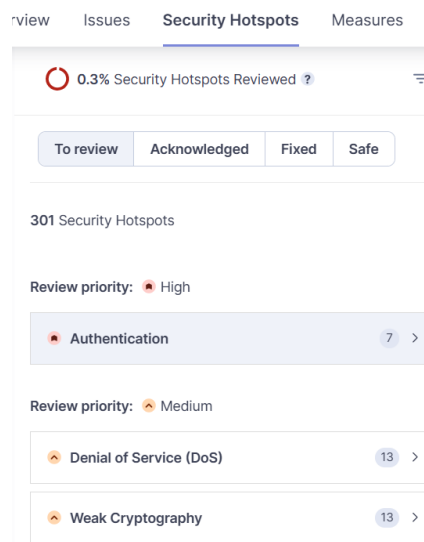 rview Issues Security Hotspots Measures
0.3% Security Hotspots Reviewed ?
To review Acknowledged Fixed Safe
301 Security Hotspots
Review priority: High
Authentication 7
Review priority: Medium
Denial of Service (DoS) 13
Weak Cryptography 13